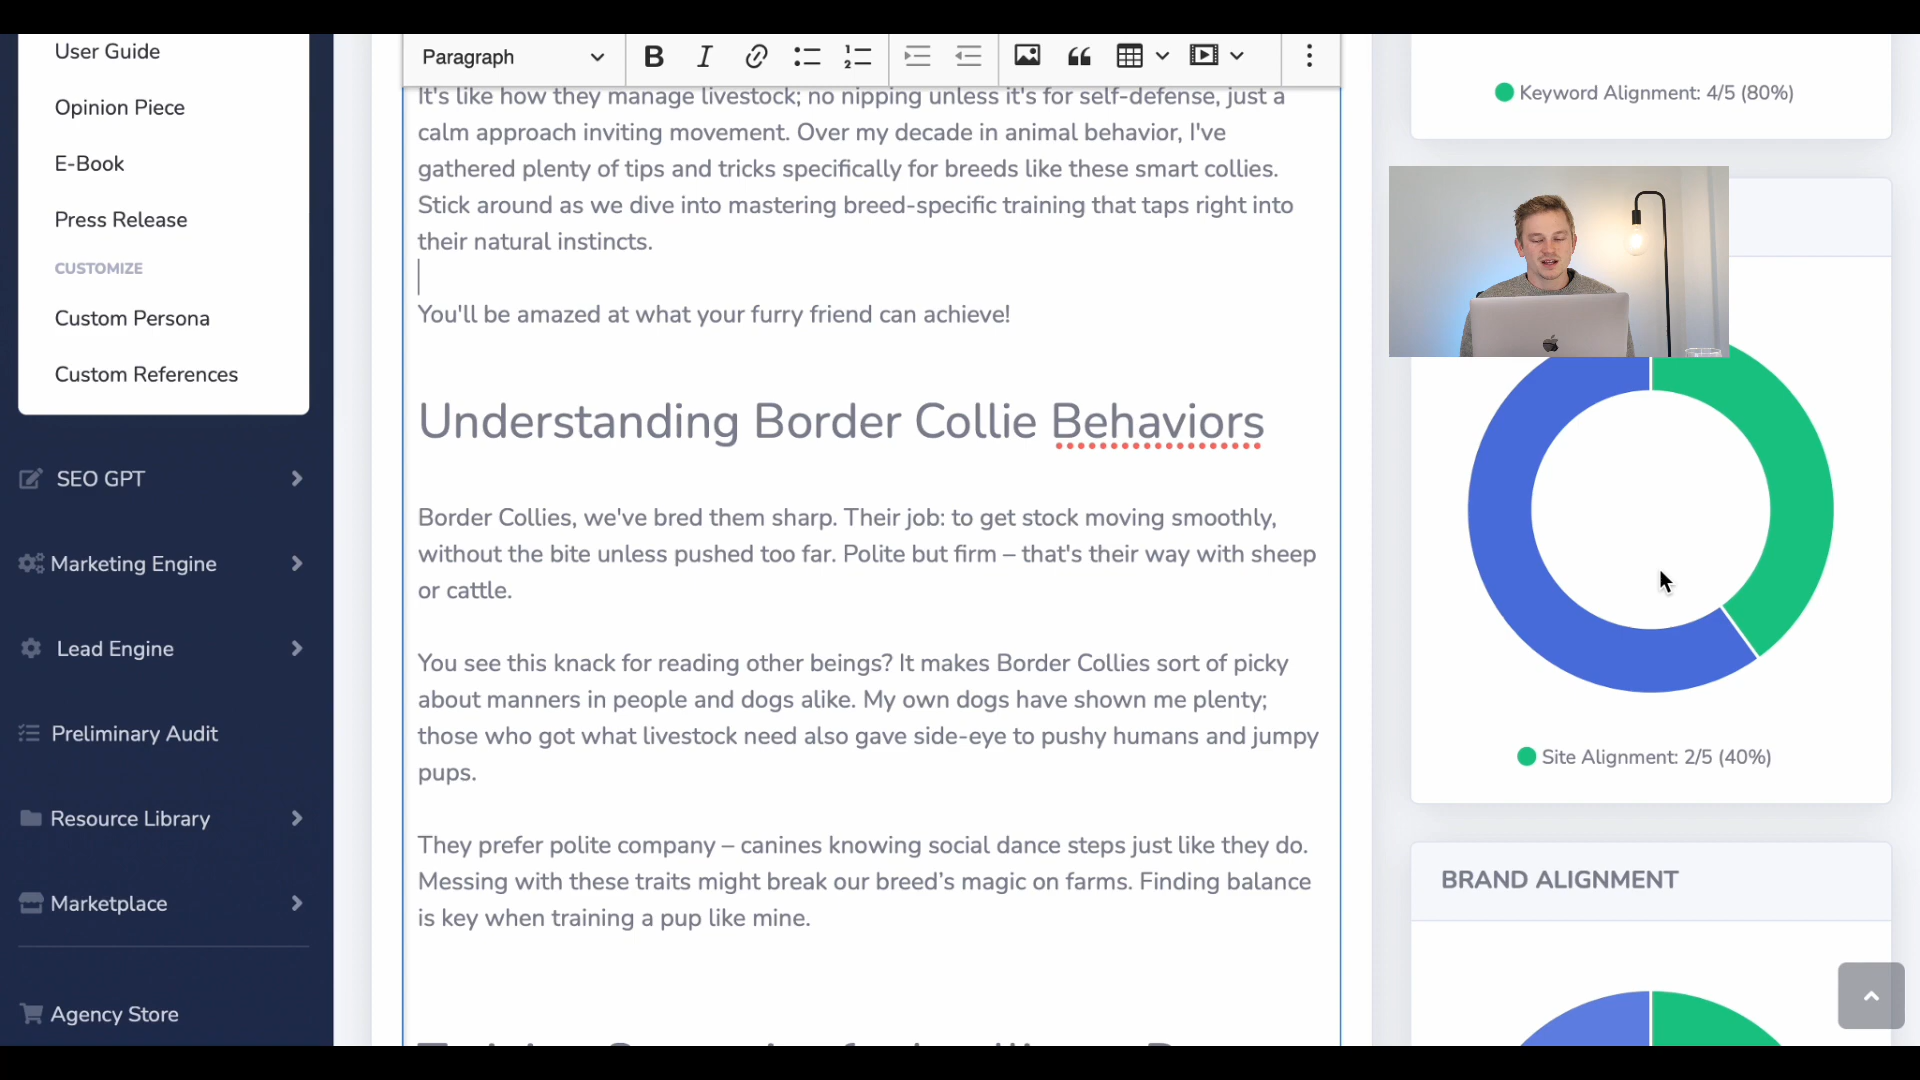 User Guide
Opinion Piece
E-Book
Press Release
CUSTOMIZE
Custom Persona
Custom References
SEO GPT
Marketing Engine
Lead Engine
Preliminary Audit
Resource Library
Marketplace
Agency Store
Paragraph
It's like how they manage livestock; no nipping unless it's for self-defense, just a
calm approach inviting movement. Over my decade in animal behavior, I've
gathered plenty of tips and tricks specifically for breeds like these smart collies.
Stick around as we dive into mastering breed-specific training that taps right into
their natural instincts.
You'll be amazed at what your furry friend can achieve!
Understanding Border Collie Behaviors
Border Collies, we've bred them sharp. Their job: to get stock moving smoothly,
without the bite unless pushed too far. Polite but firm – that's their way with sheep
or cattle.
You see this knack for reading other beings? It makes Border Collies sort of picky
about manners in people and dogs alike. My own dogs have shown me plenty;
those who got what livestock need also gave side-eye to pushy humans and jumpy
pups.
They prefer polite company – canines knowing social dance steps just like they do.
Messing with these traits might break our breed’s magic on farms. Finding balance
is key when training a pup like mine.
Keyword Alignment: 4/5 (80%)
Site Alignment: 2/5 (40%)
BRAND ALIGNMENT